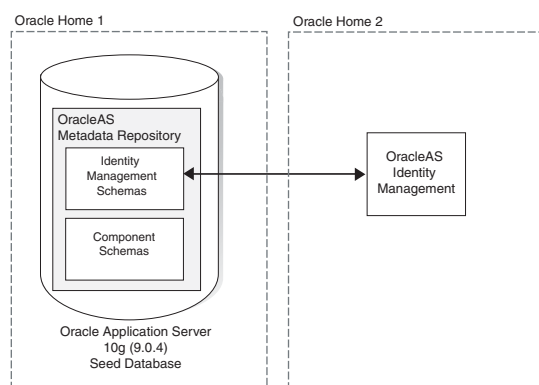 Oracle Home 1
Oracle Home 2
OracleAS
Metadata Repository
Identity
Management
Schemas
Component
Schemas
OracleAS
Identity
Management
Oracle Application Server
10g (9.0.4)
Seed Database